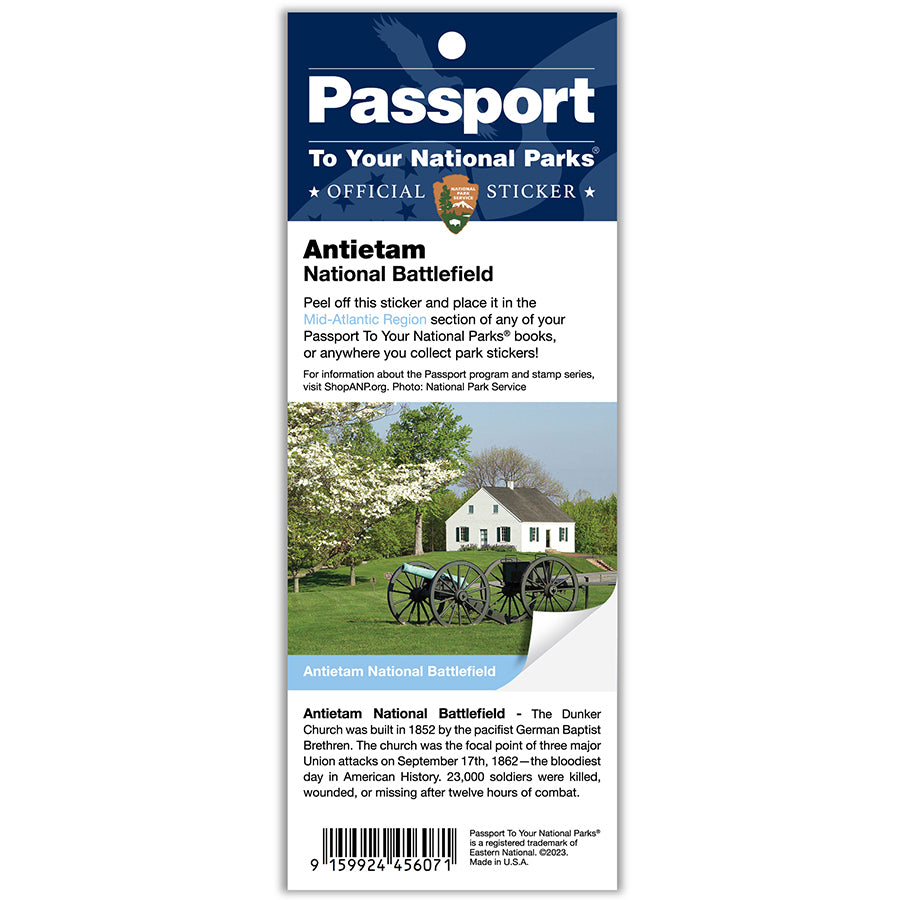 Passport
To Your National Parks®
★ OFFICIAL STICKER ★
NATIONAL
PARK
SERVICE
Antietam
National Battlefield
Peel off this sticker and place it in the
Mid-Atlantic Region section of any of your
Passport To Your National Parks® books,
or anywhere you collect park stickers!
For information about the Passport program and stamp series,
visit ShopANP.org. Photo: National Park Service
Antietam National Battlefield
Antietam National Battlefield - The Dunker
Church was built in 1852 by the pacifist German Baptist
Brethren. The church was the focal point of three major
Union attacks on September 17th, 1862—the bloodiest
day in American History. 23,000 soldiers were killed,
wounded, or missing after twelve hours of combat.
9 159924 456071
Passport To Your National Parks®
is a registered trademark of
Eastern National. ©2023.
Made in U.S.A.